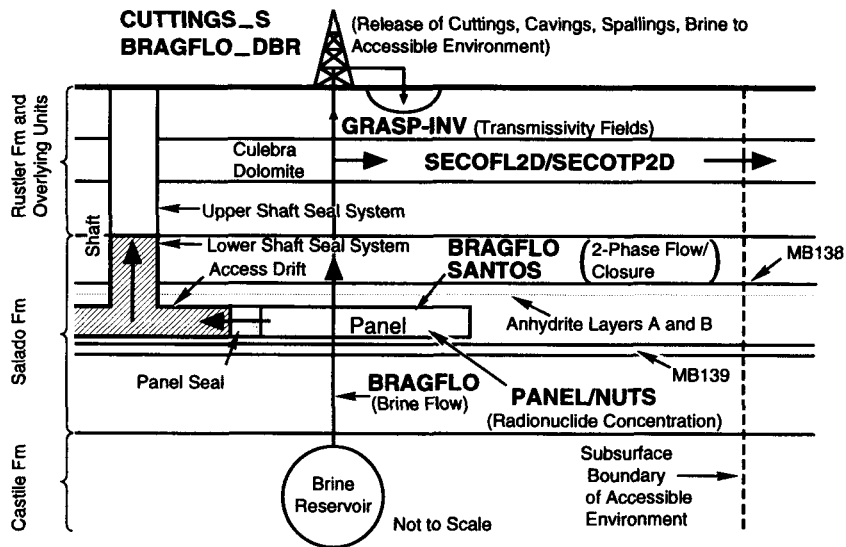 CUTTINGS_S
BRAGFLO_DBR
(Release of Cuttings, Cavings, Spallings, Brine to
Accessible Environment)
GRASP-INV (Transmissivity Fields)
Rustler Fm and
Overlying Units
Culebra
Dolomite
SECOFL2D/SECOTP2D
Upper Shaft Seal System
Shaft
Lower Shaft Seal System
Access Drift
BRAGFLO
SANTOS
(2-Phase Flow/
Closure)
MB138
Salado Fm
Panel
Anhydrite Layers A and B
Panel Seal
MB139
BRAGFLO
(Brine Flow)
PANEL/NUTS
(Radionuclide Concentration)
Castile Fm
Brine
Reservoir
Not to Scale
Subsurface
Boundary
of Accessible
Environment